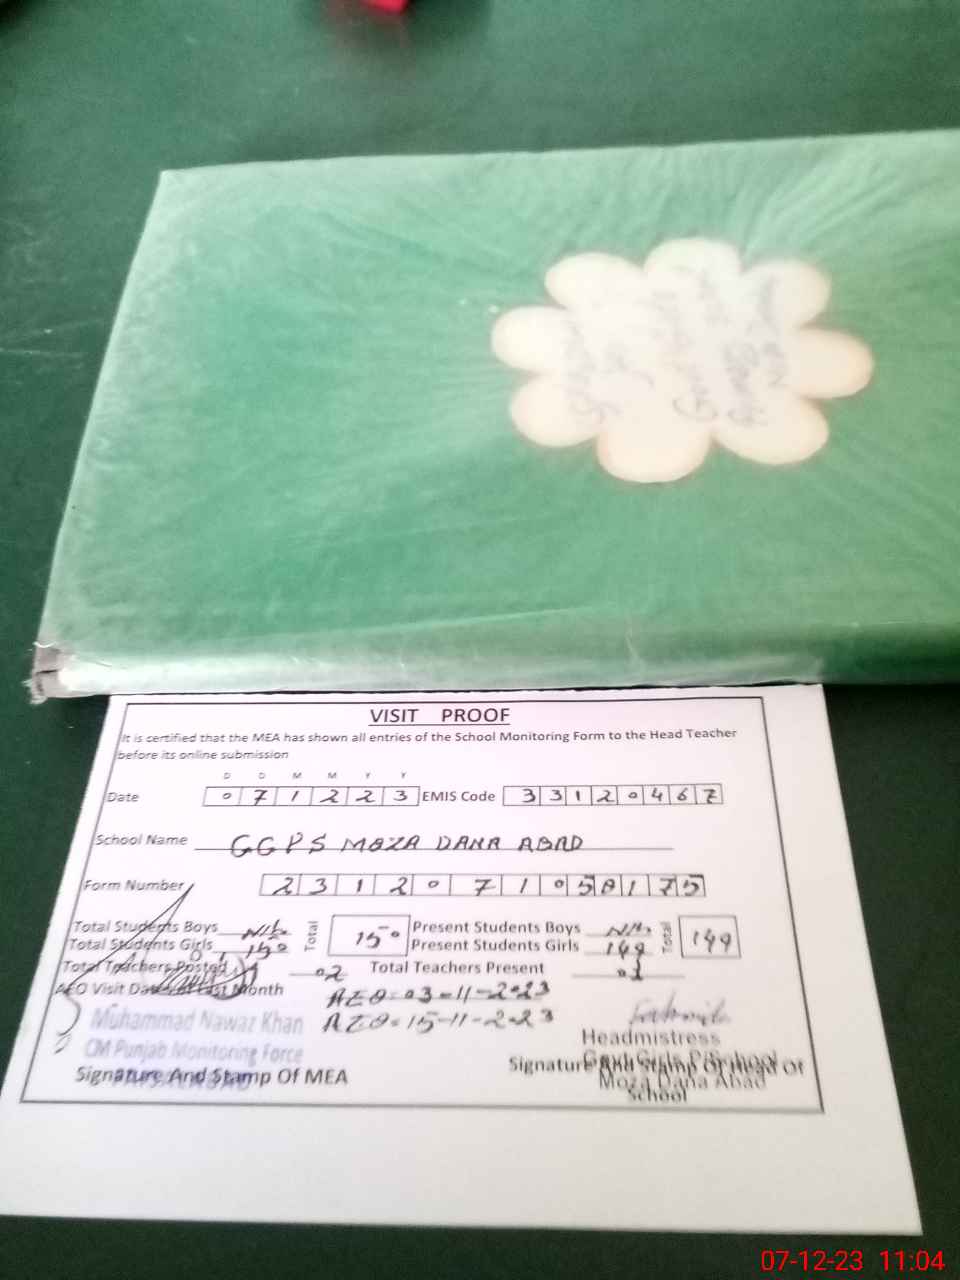 VISIT PROOF
It is certified that the MEA has shown all entries of the School Monitoring Form to the Head Teacher
before its online submission
D D M M Y Y
Date 0 7 1 2 2 3 EMIS Code 3 3 1 2 0 4 6 7
School Name GGPS MOZA DANA ABAD
Form Number 2 3 1 2 0 7 1 0 5 8 1 7 5
Total Students Boys Nil Total 150 Present Students Boys Nil Total 149
Total Students Girls 150 Present Students Girls 149
Total Teachers Posted 02 Total Teachers Present
AEO Visit Date of Last Month AEO=03-11-2023
AEO=15-11-2023
Muhammad Nawaz Khan
CM Punjab Monitoring Force
Signature And Stamp Of MEA
Headmistress
Govt Girls P/School
Moza Dana Abad
Signature And Stamp Of Head Of
School
07-12-23 11:04